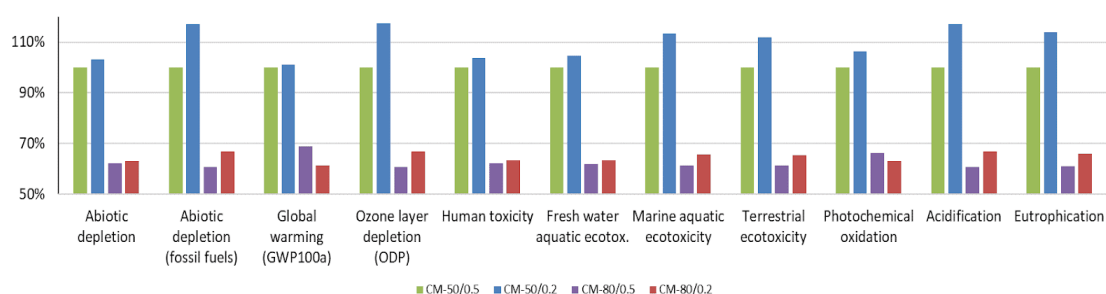 110%
90%
70%
50%
Abiotic depletion
Abiotic depletion (fossil fuels)
Global warming (GWP100a)
Ozone layer depletion (ODP)
Human toxicity
Fresh water aquatic ecotox.
Marine aquatic ecotoxicity
Terrestrial ecotoxicity
Photochemical oxidation
Acidification
Eutrophication
CM-50/0.5
CM-50/0.2
CM-80/0.5
CM-80/0.2